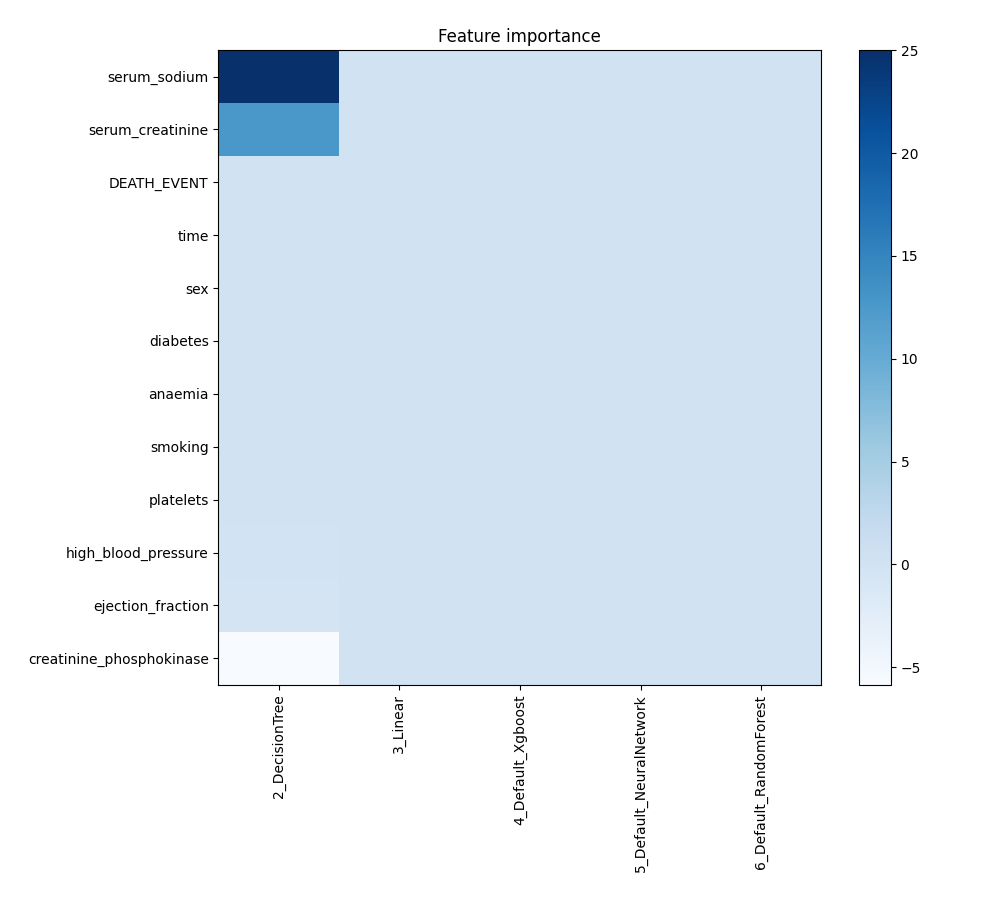 Feature importance
serum_sodium
serum_creatinine
DEATH_EVENT
time
sex
diabetes
anaemia
smoking
platelets
high_blood_pressure
ejection_fraction
creatinine_phosphokinase
2_DecisionTree
3_Linear
4_Default_Xgboost
5_Default_NeuralNetwork
6_Default_RandomForest
25
20
15
10
5
0
−5